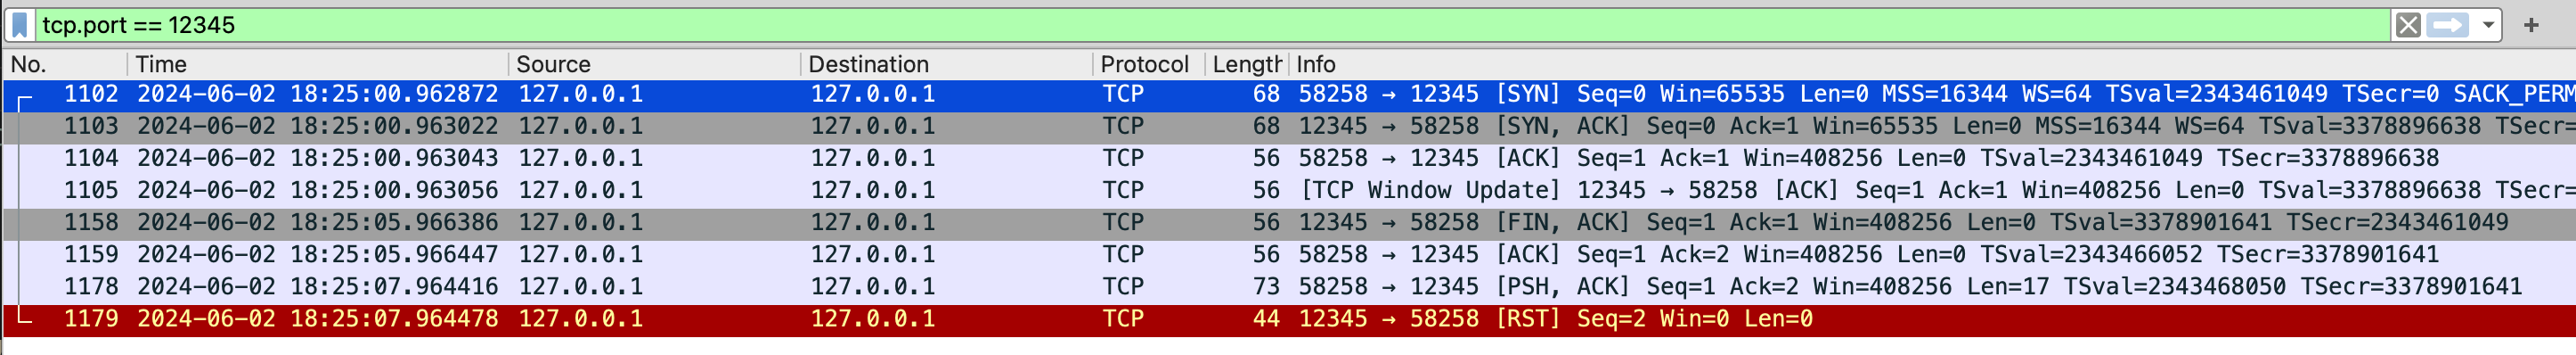 tcp.port == 12345
No. Time Source Destination Protocol Length Info
1102 2024-06-02 18:25:00.962872 127.0.0.1 127.0.0.1 TCP 68 58258 → 12345 [SYN] Seq=0 Win=65535 Len=0 MSS=16344 WS=64 TSval=2343461049 TSecr=0 SACK_PERM
1103 2024-06-02 18:25:00.963022 127.0.0.1 127.0.0.1 TCP 68 12345 → 58258 [SYN, ACK] Seq=0 Ack=1 Win=65535 Len=0 MSS=16344 WS=64 TSval=3378896638 TSecr=
1104 2024-06-02 18:25:00.963043 127.0.0.1 127.0.0.1 TCP 56 58258 → 12345 [ACK] Seq=1 Ack=1 Win=408256 Len=0 TSval=2343461049 TSecr=3378896638
1105 2024-06-02 18:25:00.963056 127.0.0.1 127.0.0.1 TCP 56 [TCP Window Update] 12345 → 58258 [ACK] Seq=1 Ack=1 Win=408256 Len=0 TSval=3378896638 TSecr=
1158 2024-06-02 18:25:05.966386 127.0.0.1 127.0.0.1 TCP 56 12345 → 58258 [FIN, ACK] Seq=1 Ack=1 Win=408256 Len=0 TSval=3378901641 TSecr=2343461049
1159 2024-06-02 18:25:05.966447 127.0.0.1 127.0.0.1 TCP 56 58258 → 12345 [ACK] Seq=1 Ack=2 Win=408256 Len=0 TSval=2343466052 TSecr=3378901641
1178 2024-06-02 18:25:07.964416 127.0.0.1 127.0.0.1 TCP 73 58258 → 12345 [PSH, ACK] Seq=1 Ack=2 Win=408256 Len=17 TSval=2343468050 TSecr=3378901641
1179 2024-06-02 18:25:07.964478 127.0.0.1 127.0.0.1 TCP 44 12345 → 58258 [RST] Seq=2 Win=0 Len=0